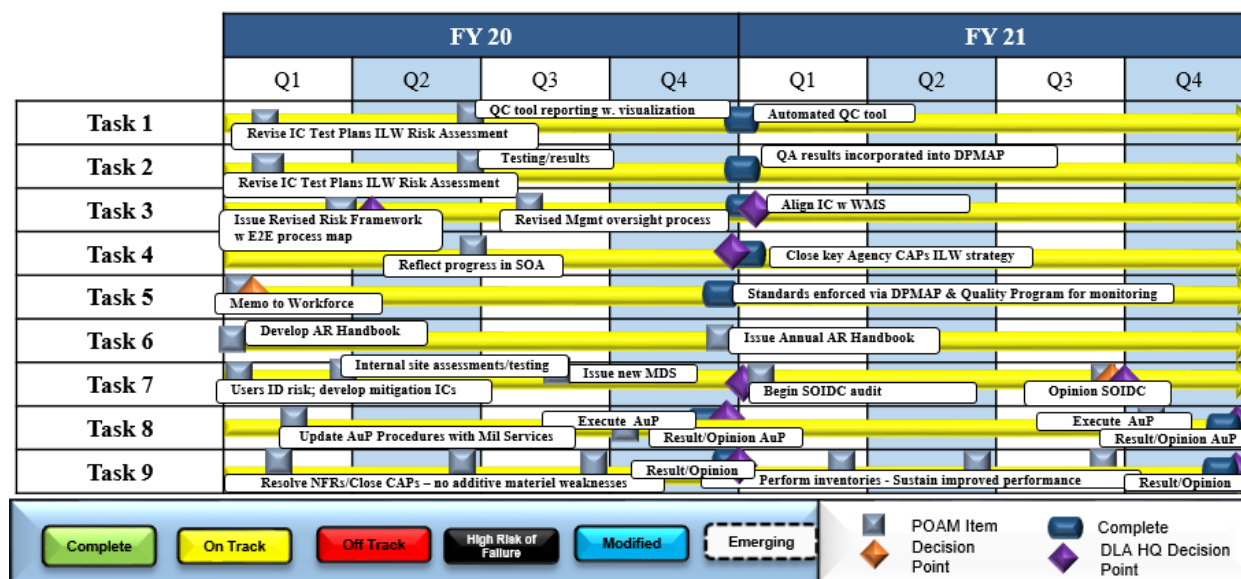 FY 20
FY 21
Q1
Q2
Q3
Q4
Q1
Q2
Q3
Q4
Task 1
QC tool reporting w. visualization
Automated QC tool
Revise IC Test Plans ILW Risk Assessment
Task 2
Testing/results
QA results incorporated into DPMAP
Revise IC Test Plans ILW Risk Assessment
Task 3
Issue Revised Risk Framework
w E2E process map
Revised Mgmt oversight process
Align IC w WMS
Task 4
Reflect progress in SOA
Close key Agency CAPs ILW strategy
Task 5
Memo to Workforce
Standards enforced via DPMAP & Quality Program for monitoring
Task 6
Develop AR Handbook
Issue Annual AR Handbook
Task 7
Internal site assessments/testing
Issue new MDS
Users ID risk; develop mitigation ICs
Begin SOIDC audit
Opinion SOIDC
Task 8
Execute AuP
Execute AuP
Update AuP Procedures with Mil Services
Result/Opinion AuP
Result/Opinion AuP
Task 9
Result/Opinion
Resolve NFRs/Close CAPs – no additive materiel weaknesses
Perform inventories - Sustain improved performance
Result/Opinion
Complete
On Track
Off Track
High Risk of
Failure
Modified
Emerging
POAM Item
Decision
Point
Complete
DLA HQ Decision
Point